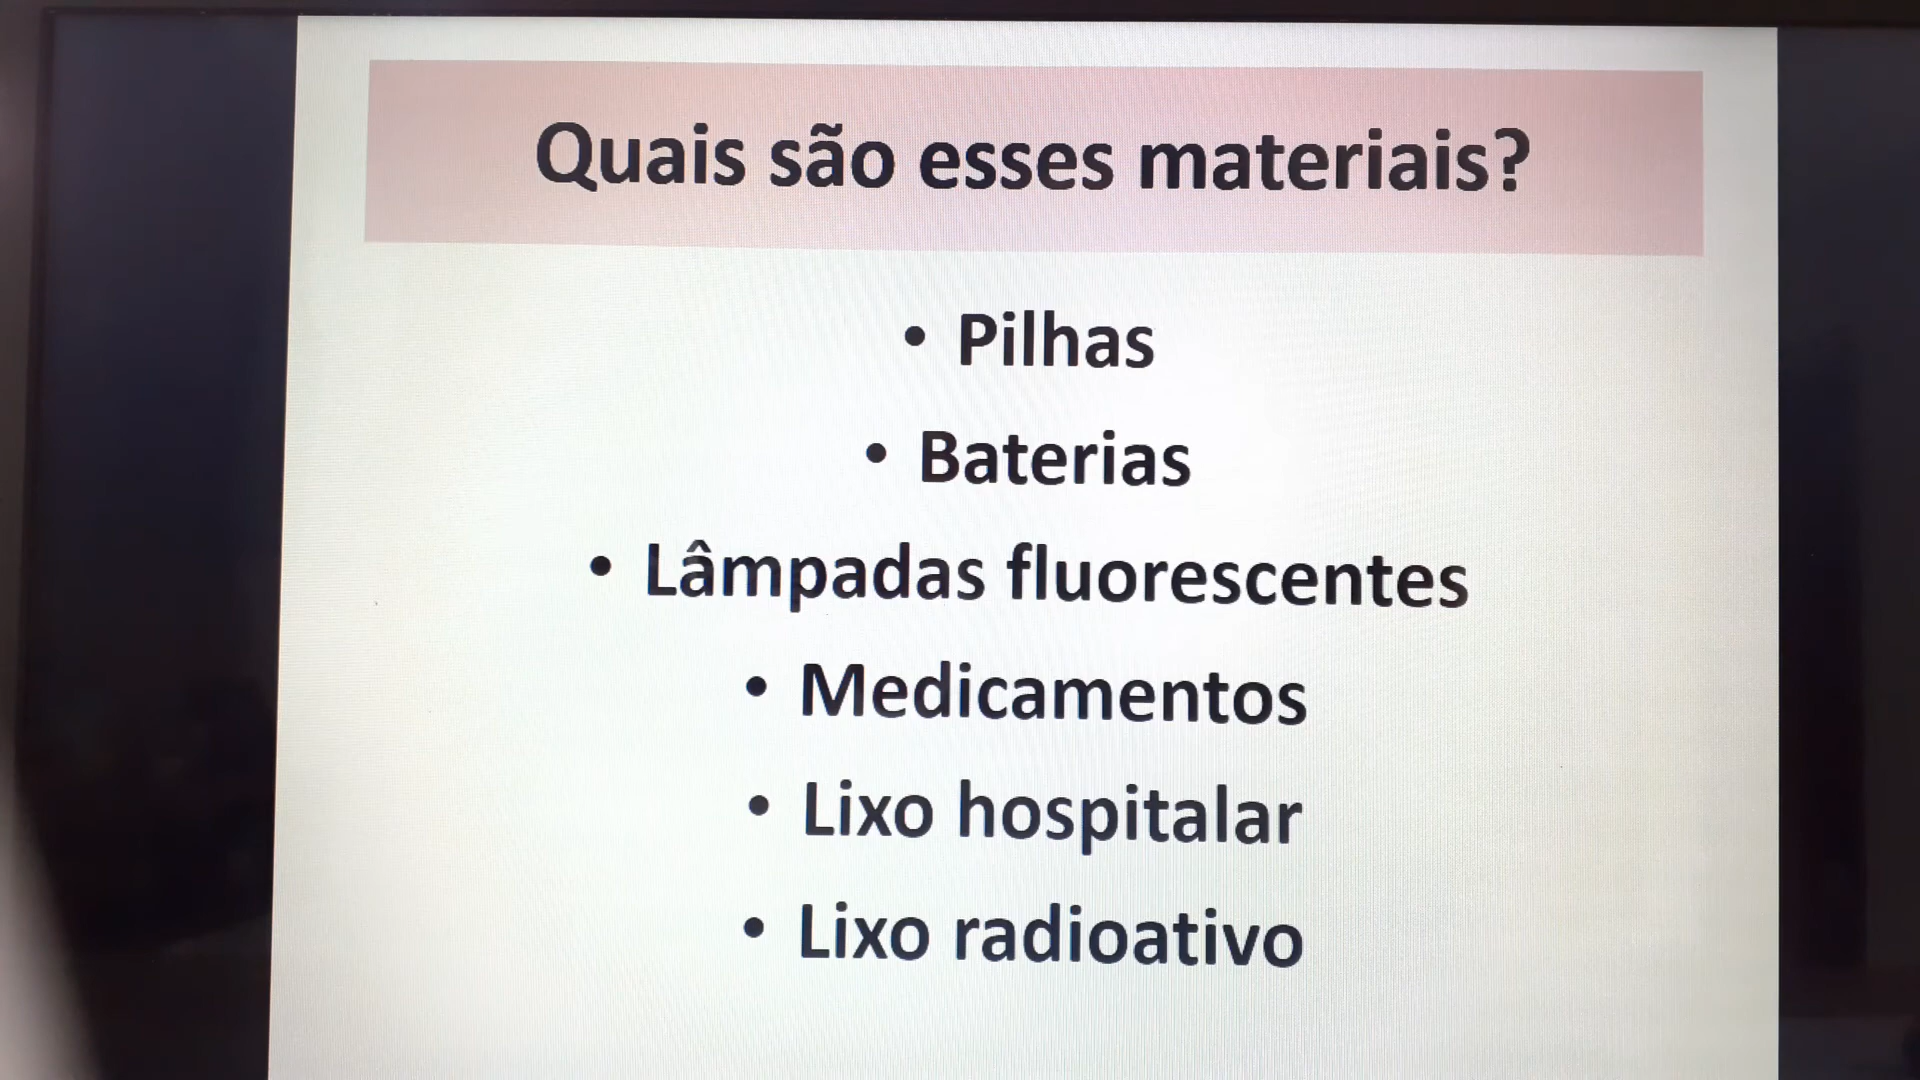 Quais são esses materiais?
• Pilhas
• Baterias
• Lâmpadas fluorescentes
• Medicamentos
• Lixo hospitalar
• Lixo radioativo